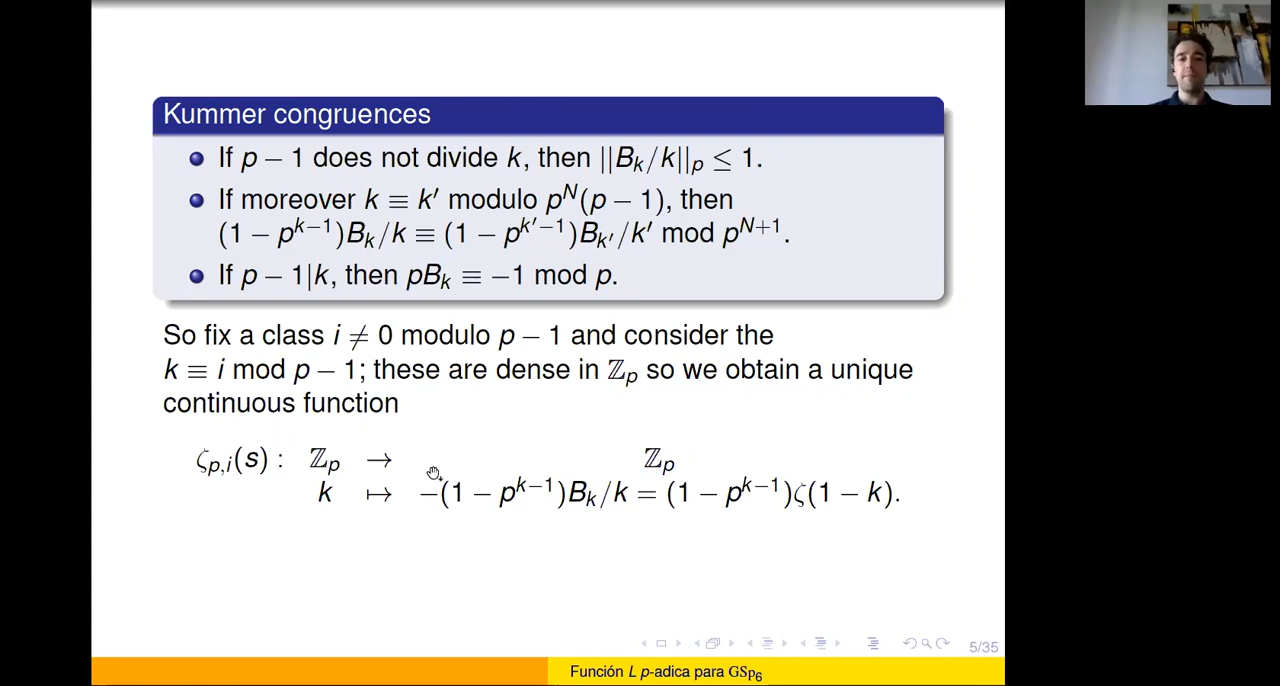 Kummer congruences
If p − 1 does not divide k, then ||B_k/k||_p ≤ 1.
If moreover k ≡ k′ modulo p^N(p − 1), then
(1 − p^{k−1})B_k/k ≡ (1 − p^{k′−1})B_{k′}/k′ mod p^{N+1}.
If p − 1|k, then pB_k ≡ −1 mod p.
So fix a class i ≠ 0 modulo p − 1 and consider the
k ≡ i mod p − 1; these are dense in ℤ_p so we obtain a unique
continuous function
ζ_{p,i}(s) : ℤ_p → ℤ_p
k ↦ −(1 − p^{k−1})B_k/k = (1 − p^{k−1})ζ(1 − k).
5/35
Función L p-adica para GSp_6